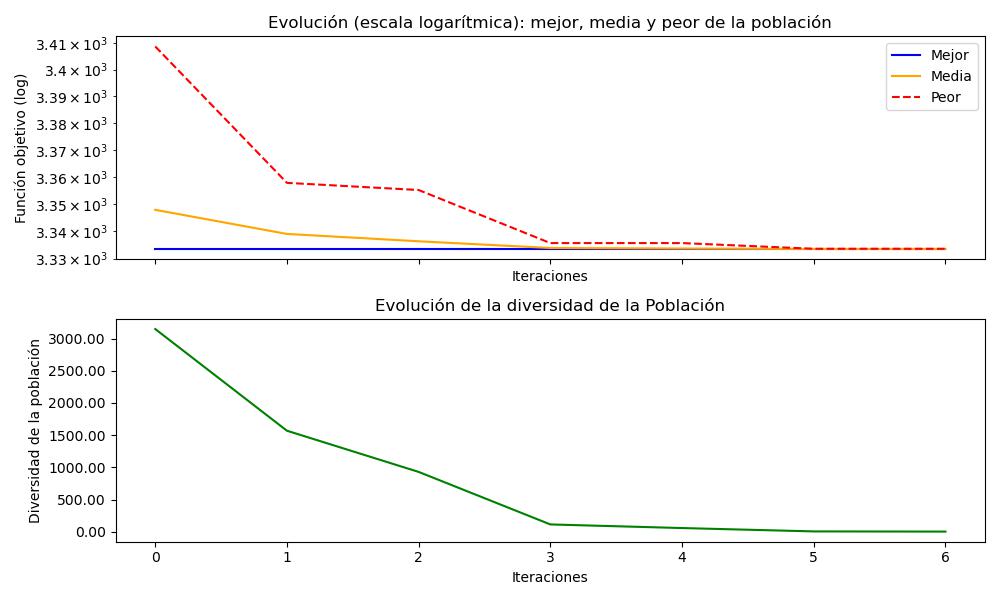 Evolución (escala logarítmica): mejor, media y peor de la población
Función objetivo (log)
3.41 × 10³
3.4 × 10³
3.39 × 10³
3.38 × 10³
3.37 × 10³
3.36 × 10³
3.35 × 10³
3.34 × 10³
3.33 × 10³
Mejor
Media
Peor
Iteraciones
Evolución de la diversidad de la Población
Diversidad de la población
3000.00
2500.00
2000.00
1500.00
1000.00
500.00
0.00
0 1 2 3 4 5 6
Iteraciones